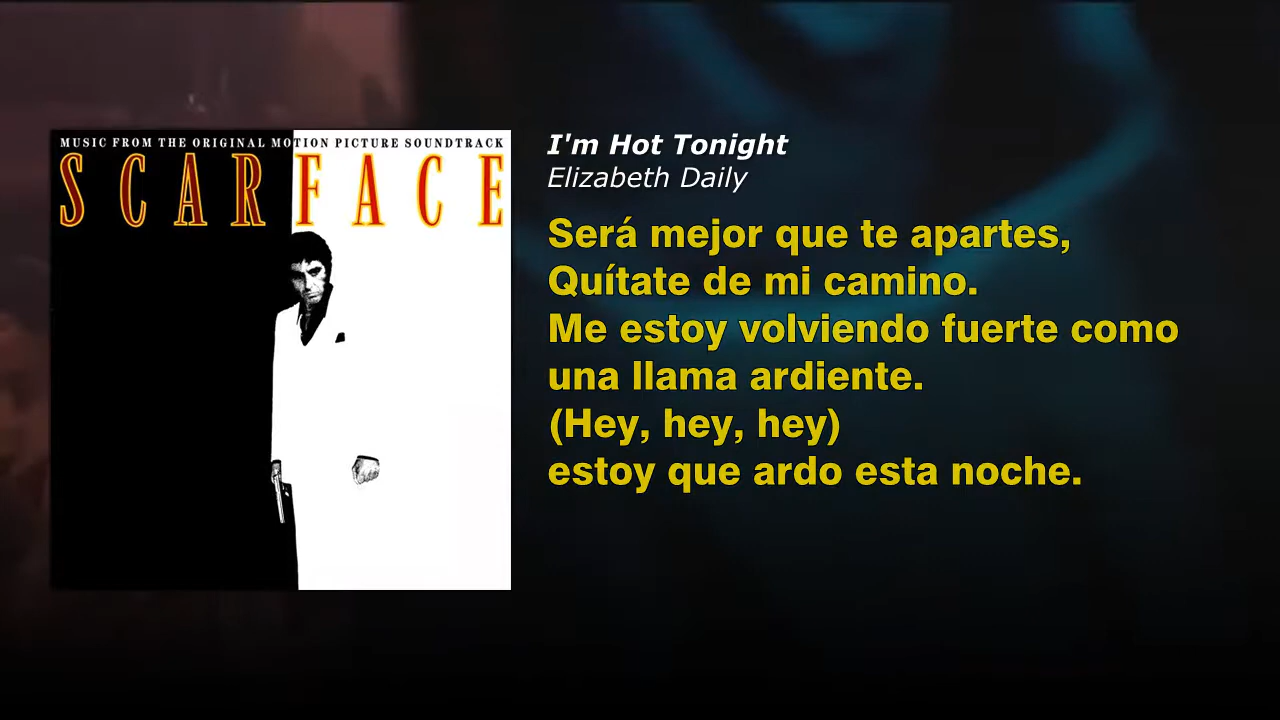 MUSIC FROM THE ORIGINAL MOTION PICTURE SOUNDTRACK
SCARFACE
I'm Hot Tonight
Elizabeth Daily
Será mejor que te apartes,
Quítate de mi camino.
Me estoy volviendo fuerte como
una llama ardiente.
(Hey, hey, hey)
estoy que ardo esta noche.